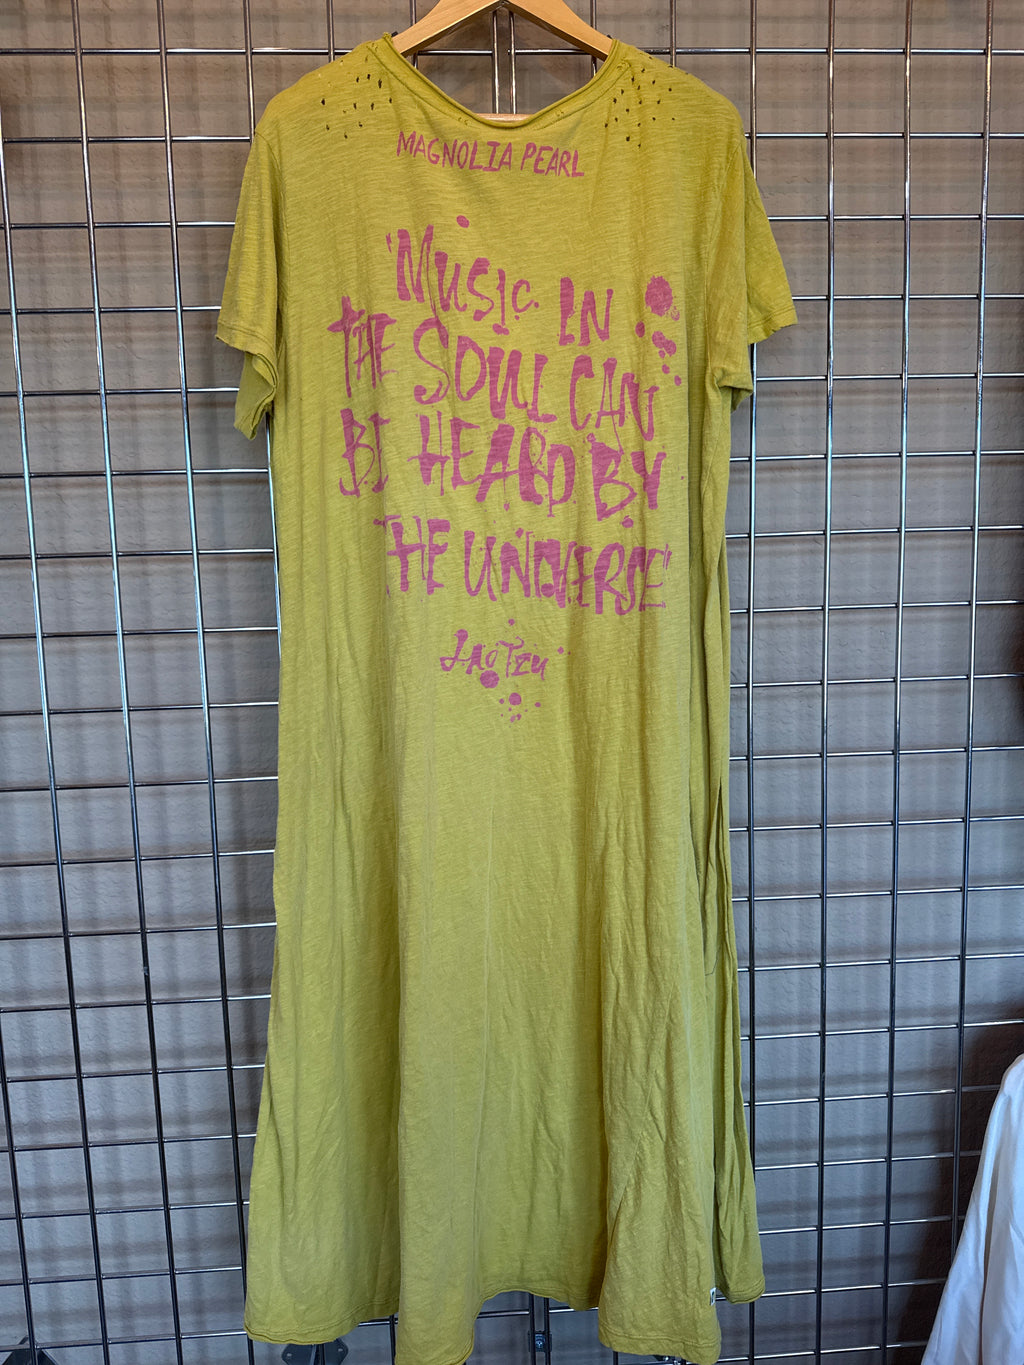 MAGNOLIA PEARL
"MUSIC IN
THE SOUL CAN
BE HEARD BY
THE UNIVERSE"
LAO TZU